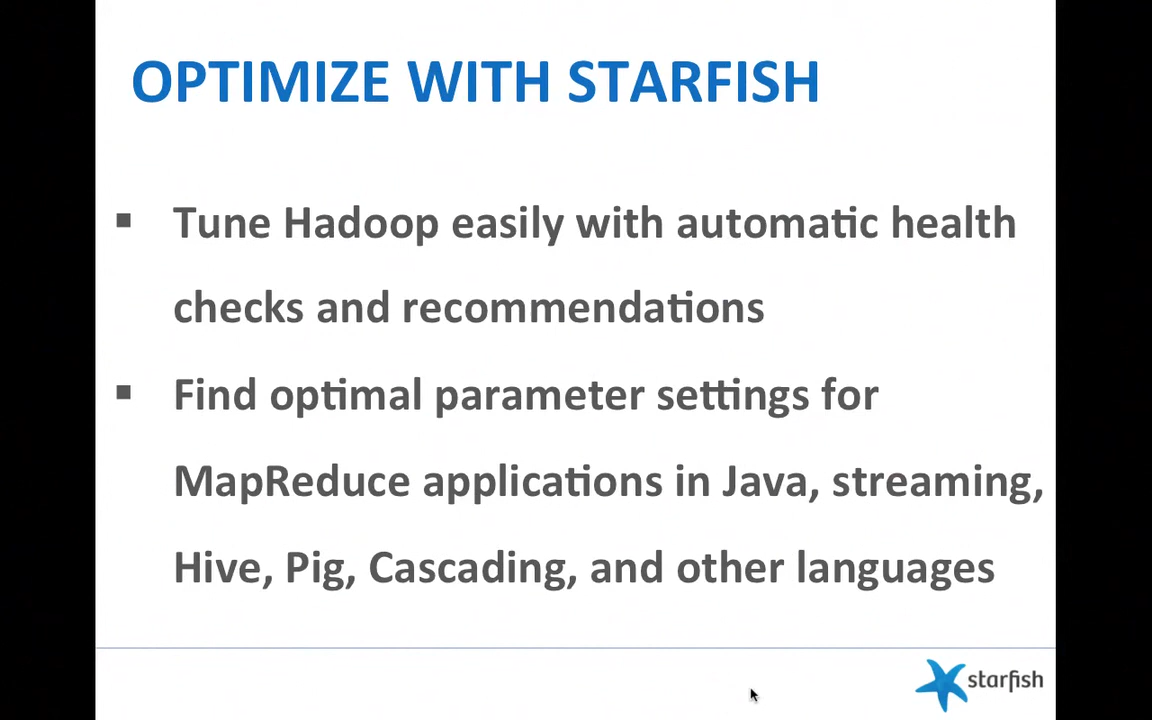 OPTIMIZE WITH STARFISH
▪ Tune Hadoop easily with automatic health
checks and recommendations
▪ Find optimal parameter settings for
MapReduce applications in Java, streaming,
Hive, Pig, Cascading, and other languages
starfish